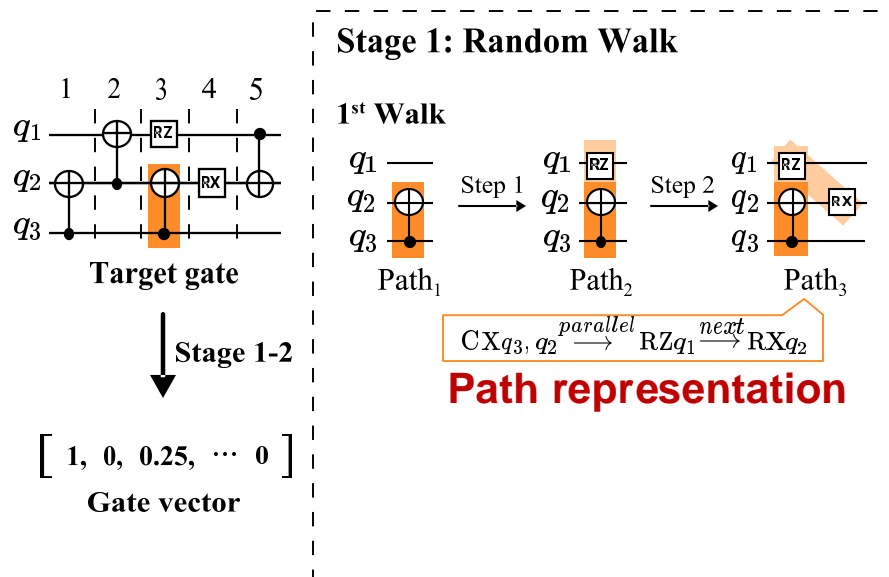 Stage 1: Random Walk
1 2 3 4 5
q1 RZ
q2 RX
q3
Target gate
Stage 1-2
[ 1, 0, 0.25, ⋯ 0 ]
Gate vector
1st Walk
q1
q2
q3
Path1
Step 1
q1 RZ
q2
q3
Path2
Step 2
q1 RZ
q2 RX
q3
Path3
CXq3, q2 parallel→ RZq1 next→ RXq2
Path representation